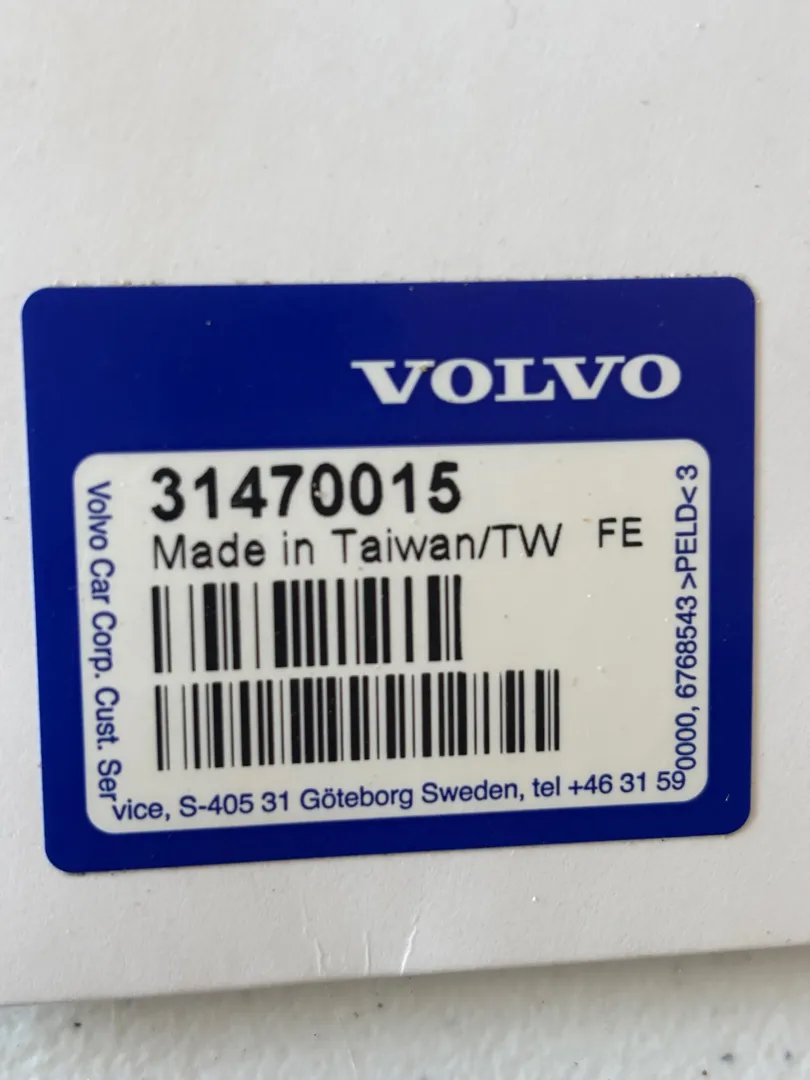 VOLVO
31470015
Made in Taiwan/TW FE
Volvo Car Corp. Cust. Service, S-405 31 Göteborg Sweden, tel +46 31 590000, 6768543 >PELD< 3